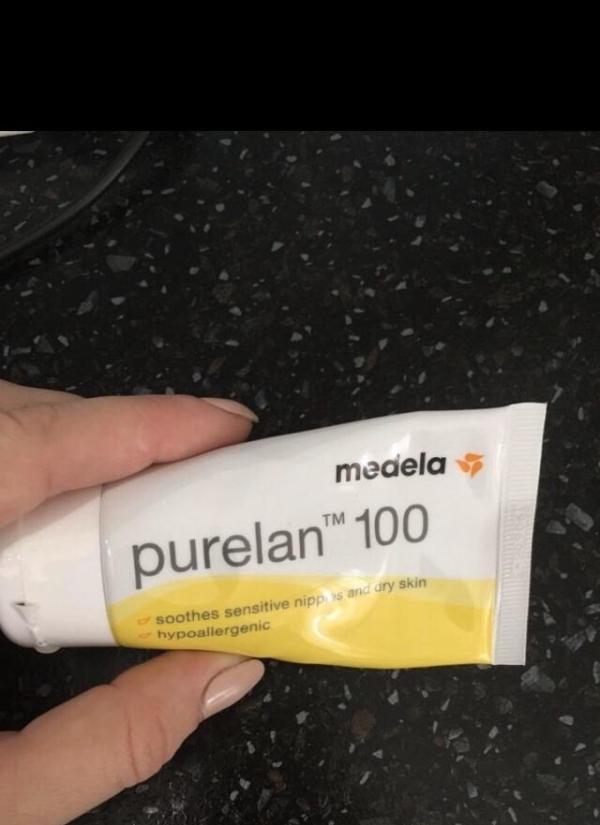 medela
purelan™ 100
soothes sensitive nipples and dry skin
hypoallergenic